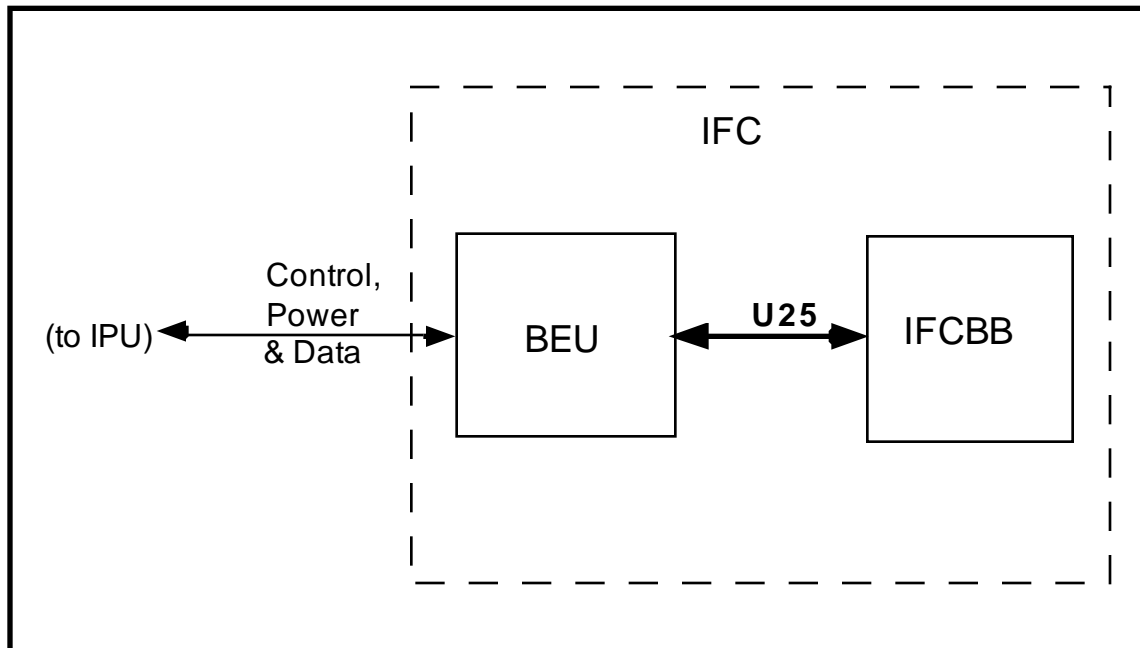 IFC
Control,
Power
& Data
(to IPU)
BEU
U25
IFCBB